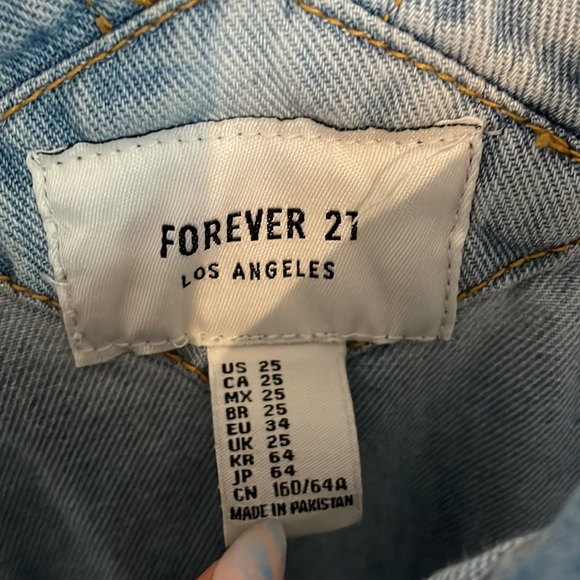 FOREVER 21
LOS ANGELES
US 25
CA 25
MX 25
BR 25
EU 34
UK 25
KR 64
JP 64
CN 160/64A
MADE IN PAKISTAN